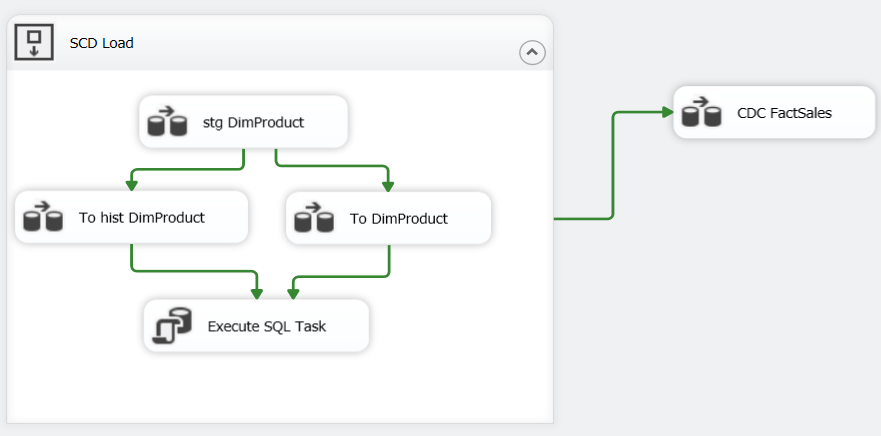 SCD Load
stg DimProduct
CDC FactSales
To hist DimProduct
To DimProduct
Execute SQL Task